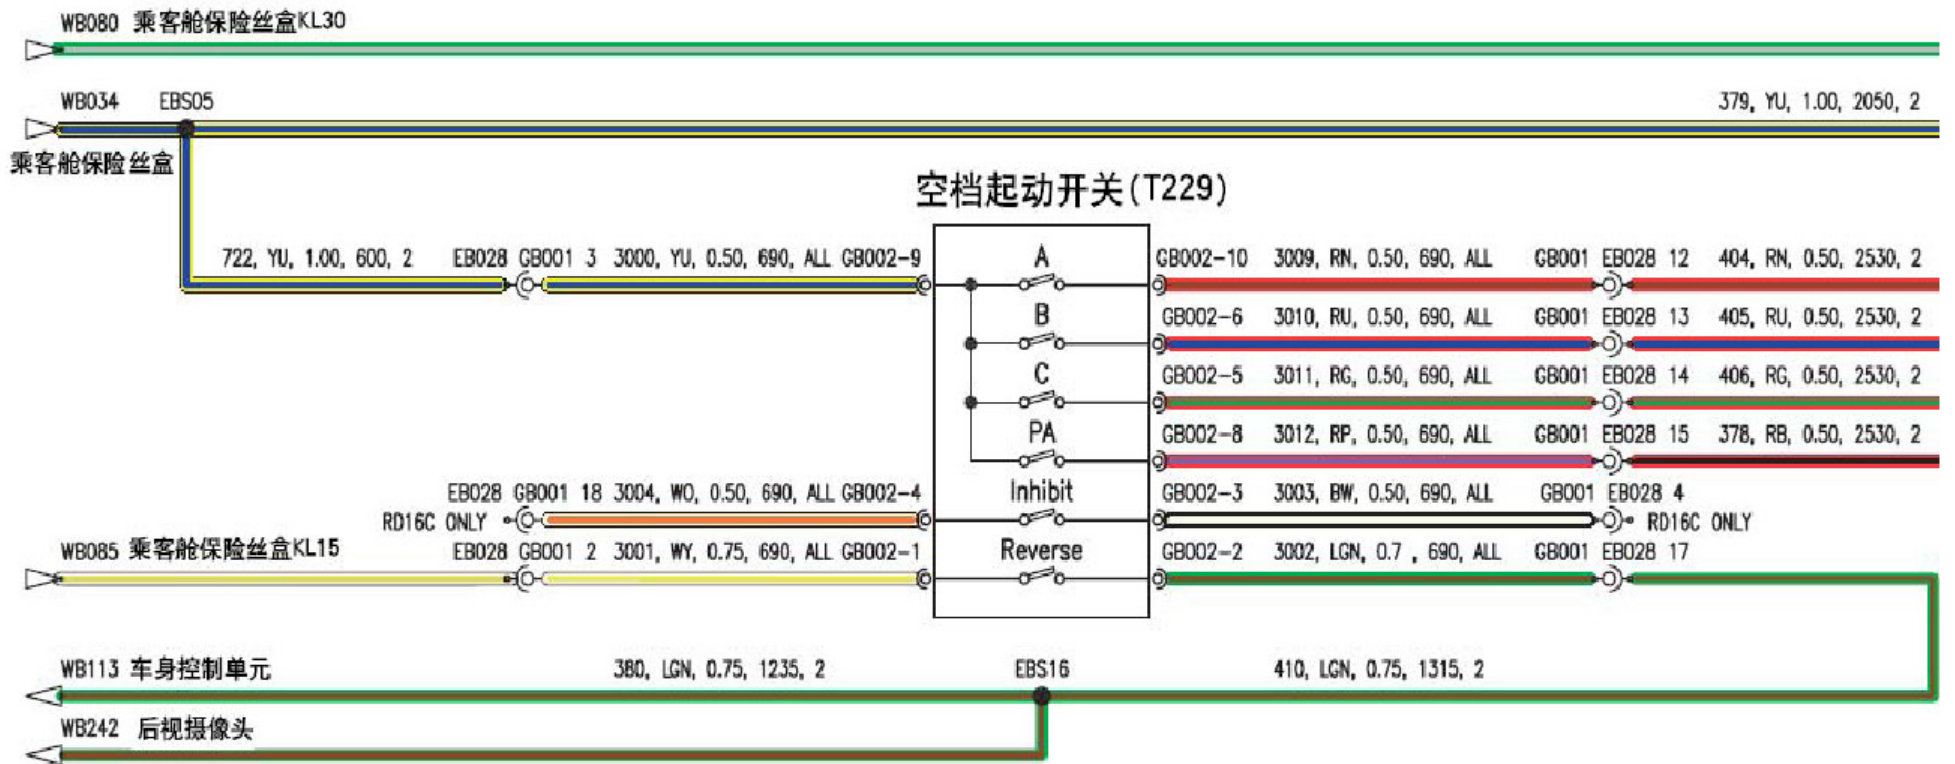 WB080 乘客舱保险丝盒KL30
WB034 EBS05 379, YU, 1.00, 2050, 2
乘客舱保险丝盒
空档起动开关(T229)
722, YU, 1.00, 600, 2 EB028 GB001 3 3000, YU, 0.50, 690, ALL GB002-9 A GB002-10 3009, RN, 0.50, 690, ALL GB001 EB028 12 404, RN, 0.50, 2530, 2
B GB002-6 3010, RU, 0.50, 690, ALL GB001 EB028 13 405, RU, 0.50, 2530, 2
C GB002-5 3011, RG, 0.50, 690, ALL GB001 EB028 14 406, RG, 0.50, 2530, 2
PA GB002-8 3012, RP, 0.50, 690, ALL GB001 EB028 15 378, RB, 0.50, 2530, 2
EB028 GB001 18 3004, WO, 0.50, 690, ALL GB002-4 Inhibit GB002-3 3003, BW, 0.50, 690, ALL GB001 EB028 4
RD16C ONLY RD16C ONLY
WB085 乘客舱保险丝盒KL15 EB028 GB001 2 3001, WY, 0.75, 690, ALL GB002-1 Reverse GB002-2 3002, LGN, 0.7 , 690, ALL GB001 EB028 17
WB113 车身控制单元 380, LGN, 0.75, 1235, 2 EBS16 410, LGN, 0.75, 1315, 2
WB242 后视摄像头